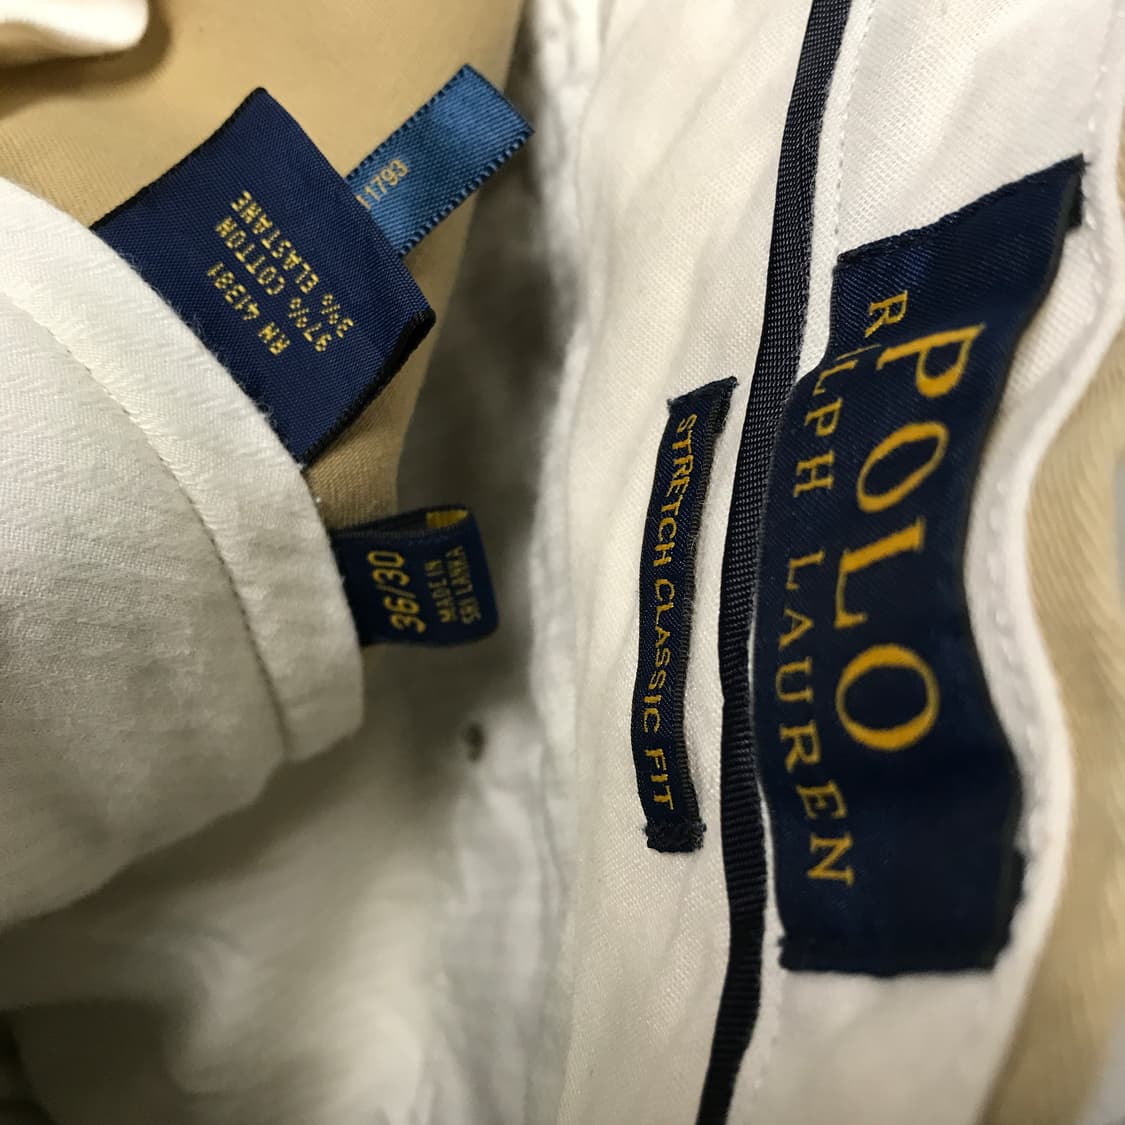 POLO
RALPH LAUREN
STRETCH CLASSIC FIT
36/30
MADE IN
SRI LANKA
RN 41381
97% COTTON
3% ELASTANE